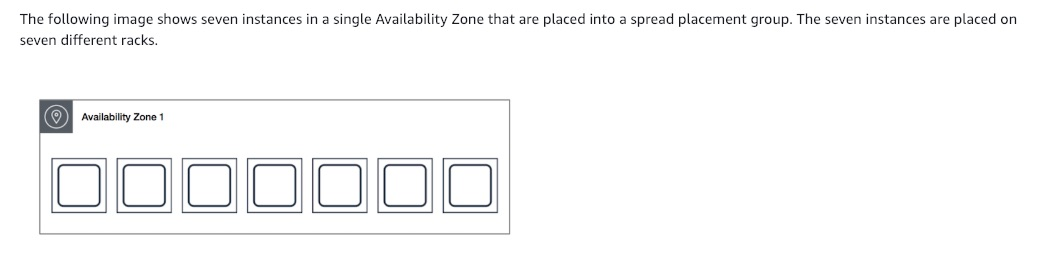 The following image shows seven instances in a single Availability Zone that are placed into a spread placement group. The seven instances are placed on
seven different racks.
Availability Zone 1